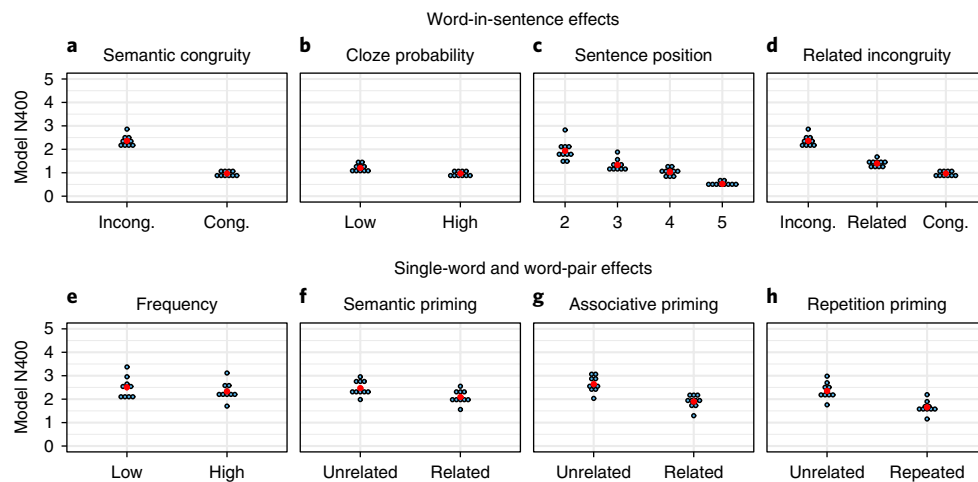 Word-in-sentence effects
a Semantic congruity b Cloze probability c Sentence position d Related incongruity
Model N400
5
4
3
2
1
0
Incong. Cong. Low High 2 3 4 5 Incong. Related Cong.
Single-word and word-pair effects
e Frequency f Semantic priming g Associative priming h Repetition priming
Model N400
5
4
3
2
1
0
Low High Unrelated Related Unrelated Related Unrelated Repeated